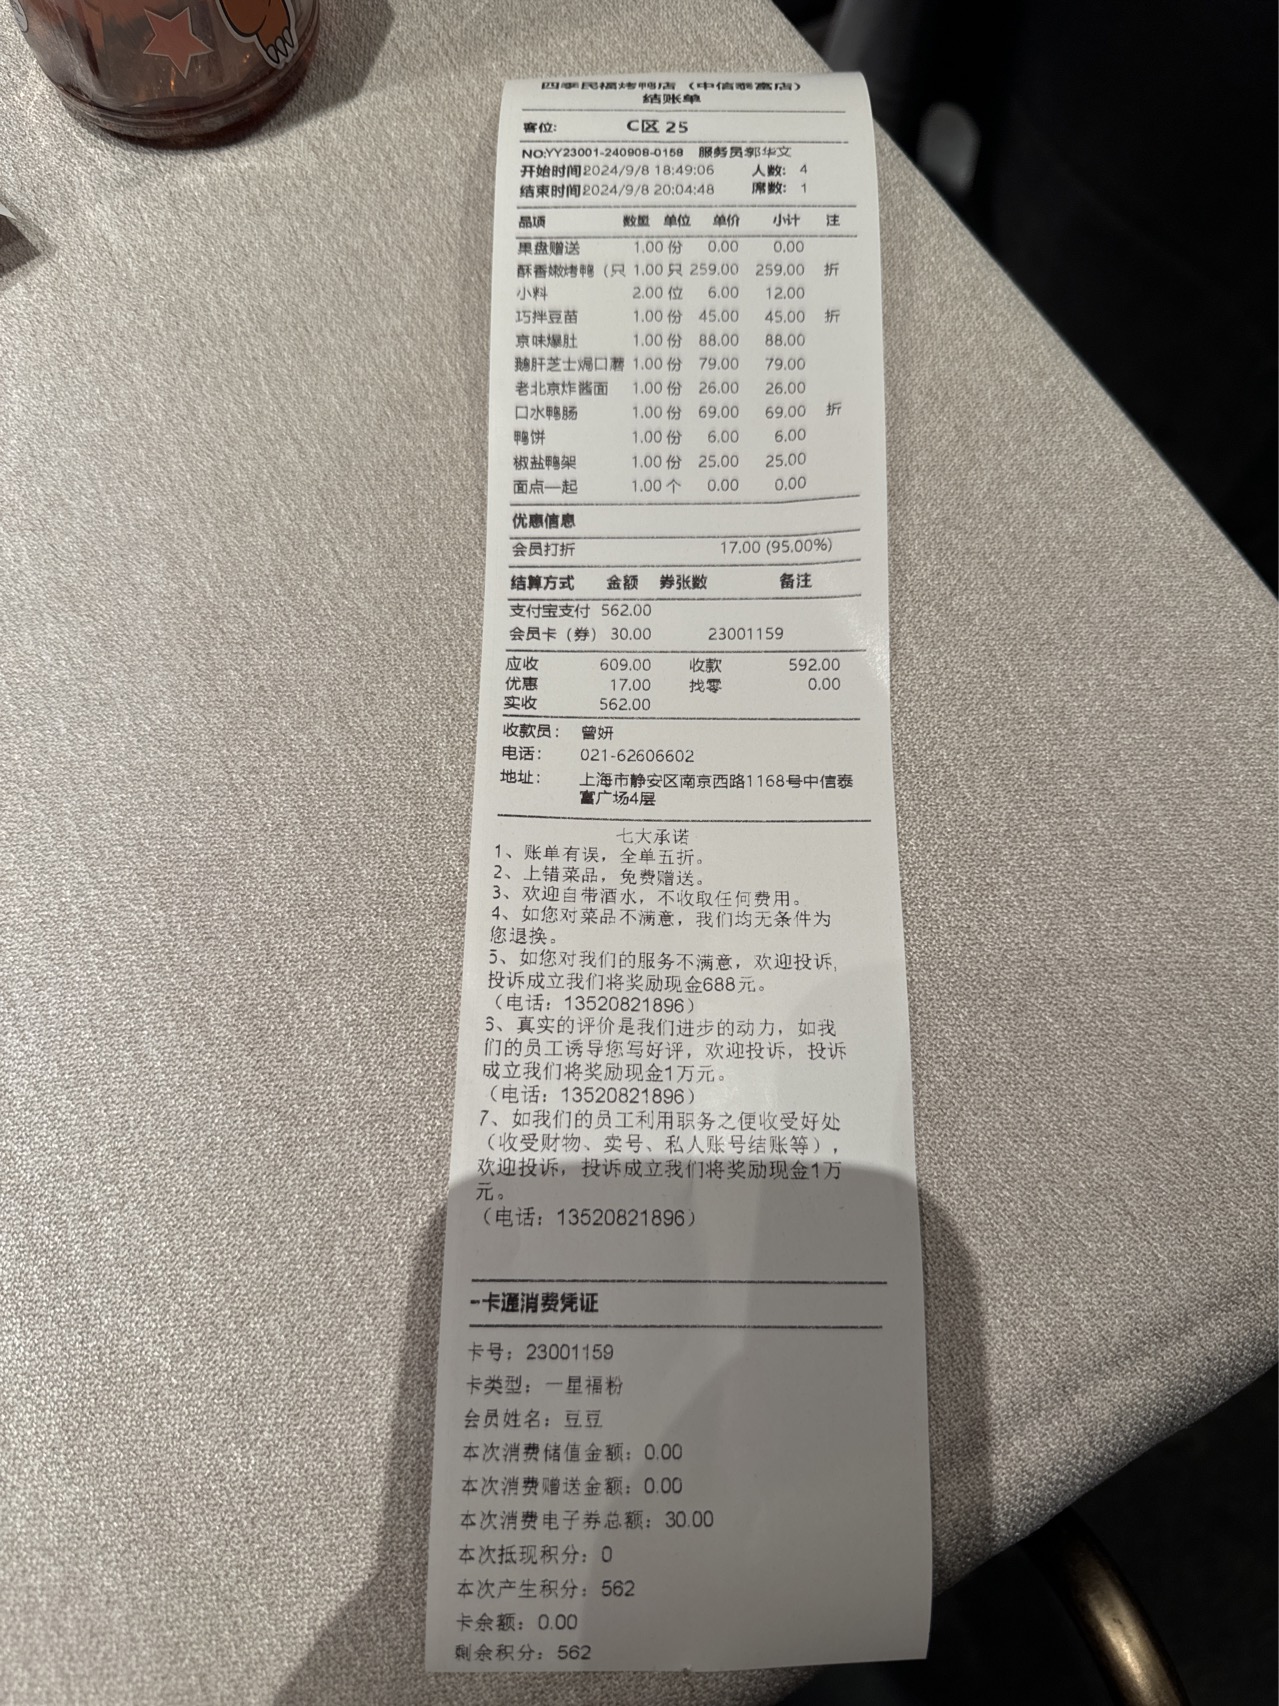 四季民福烤鸭店（中信泰富店）
结账单
客位： C区 25
NO:YY23001-240908-0158 服务员:郭华文
开始时间2024/9/8 18:49:06 人数： 4
结束时间2024/9/8 20:04:48 席数： 1
品项 数量 单位 单价 小计 注
果盘赠送 1.00 份 0.00 0.00
酥香嫩烤鸭（只 1.00 只 259.00 259.00 折
小料 2.00 位 6.00 12.00
巧拌豆苗 1.00 份 45.00 45.00 折
京味爆肚 1.00 份 88.00 88.00
鹅肝芝士焗口蘑 1.00 份 79.00 79.00
老北京炸酱面 1.00 份 26.00 26.00
口水鸭肠 1.00 份 69.00 69.00 折
鸭饼 1.00 份 6.00 6.00
椒盐鸭架 1.00 份 25.00 25.00
面点一起 1.00 个 0.00 0.00
优惠信息
会员打折 17.00 (95.00%)
结算方式 金额 券张数 备注
支付宝支付 562.00
会员卡（券） 30.00 23001159
应收 609.00 收款 592.00
优惠 17.00 找零 0.00
实收 562.00
收款员： 曾妍
电话： 021-62606602
地址： 上海市静安区南京西路1168号中信泰
富广场4层
七大承诺
1、账单有误，全单五折。
2、上错菜品，免费赠送。
3、欢迎自带酒水，不收取任何费用。
4、如您对菜品不满意，我们均无条件为
您退换。
5、如您对我们的服务不满意，欢迎投诉，
投诉成立我们将奖励现金688元。
（电话：13520821896）
6、真实的评价是我们进步的动力，如我
们的员工诱导您写好评，欢迎投诉，投诉
成立我们将奖励现金1万元。
（电话：13520821896）
7、如我们的员工利用职务之便收受好处
（收受财物、卖号、私人账号结账等），
欢迎投诉，投诉成立我们将奖励现金1万
元。
（电话：13520821896）
一卡通消费凭证
卡号：23001159
卡类型：一星福粉
会员姓名：豆豆
本次消费储值金额：0.00
本次消费赠送金额：0.00
本次消费电子券总额：30.00
本次抵现积分：0
本次产生积分：562
卡余额：0.00
剩余积分：562